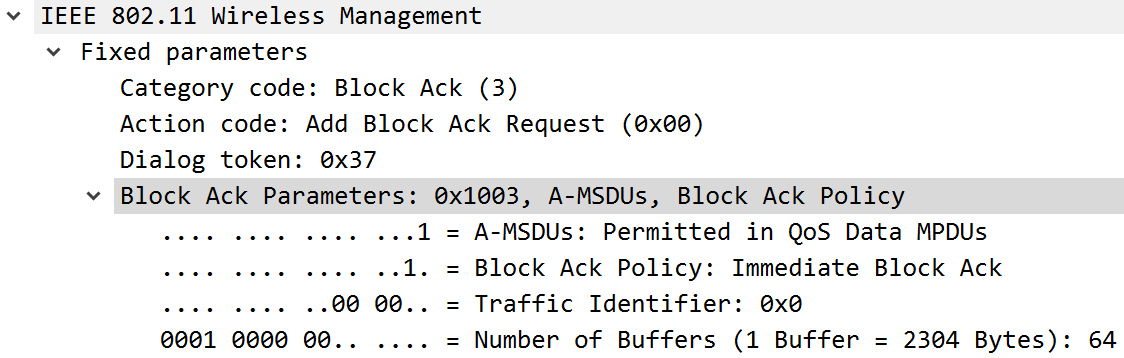 IEEE 802.11 Wireless Management
Fixed parameters
Category code: Block Ack (3)
Action code: Add Block Ack Request (0x00)
Dialog token: 0x37
Block Ack Parameters: 0x1003, A-MSDUs, Block Ack Policy
.... .... .... ...1 = A-MSDUs: Permitted in QoS Data MPDUs
.... .... .... ..1. = Block Ack Policy: Immediate Block Ack
.... .... ..00 00.. = Traffic Identifier: 0x0
0001 0000 00.. .... = Number of Buffers (1 Buffer = 2304 Bytes): 64